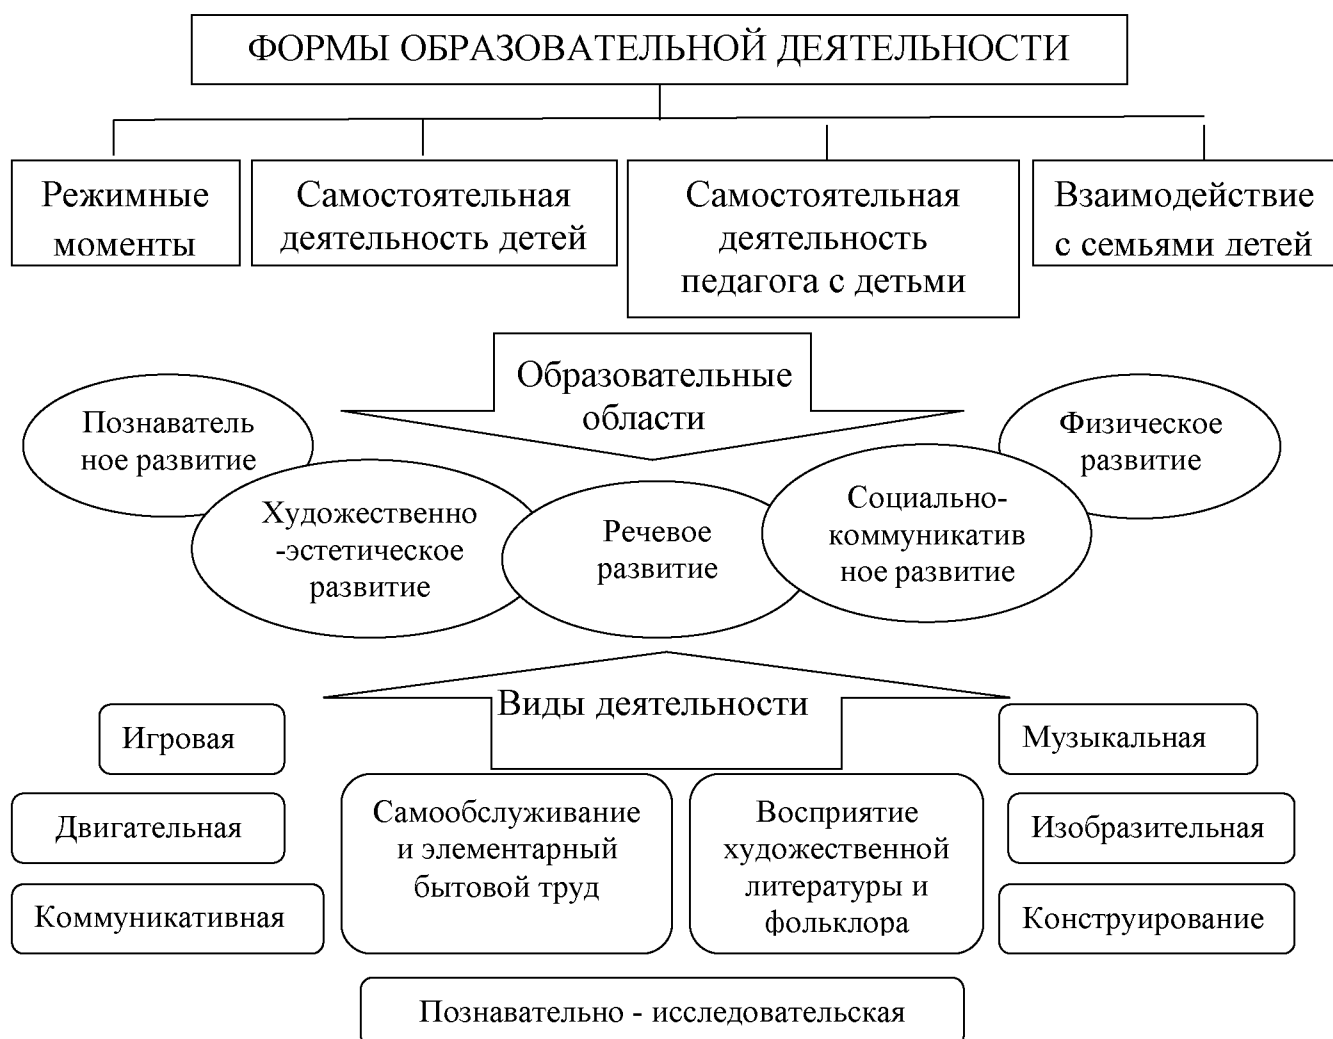 ФОРМЫ ОБРАЗОВАТЕЛЬНОЙ ДЕЯТЕЛЬНОСТИ
Режимные
моменты
Самостоятельная
деятельность детей
Самостоятельная
деятельность
педагога с детьми
Взаимодействие
с семьями детей
Образовательные
области
Познаватель
ное развитие
Художественно
-эстетическое
развитие
Речевое
развитие
Социально-
коммуникатив
ное развитие
Физическое
развитие
Виды деятельности
Игровая
Двигательная
Коммуникативная
Самообслуживание
и элементарный
бытовой труд
Восприятие
художественной
литературы и
фольклора
Музыкальная
Изобразительная
Конструирование
Познавательно - исследовательская